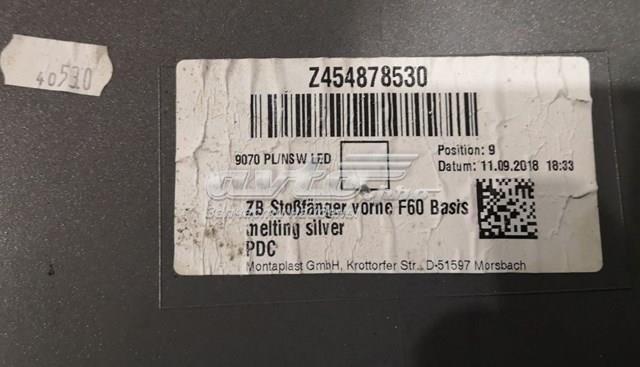 40530
Z454878530
9070 PL/NSW LED
Position: 9
Datum: 11.09.2018 18:33
ZB Stoßfänger vorne F60 Basis
melting silver
PDC
Montaplast GmbH, Krottorfer Str., D-51597 Morsbach